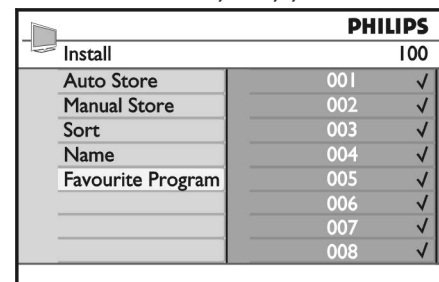 PHILIPS
Install 100
Auto Store 001 ✓
Manual Store 002 ✓
Sort 003 ✓
Name 004 ✓
Favourite Program 005 ✓
006 ✓
007 ✓
008 ✓